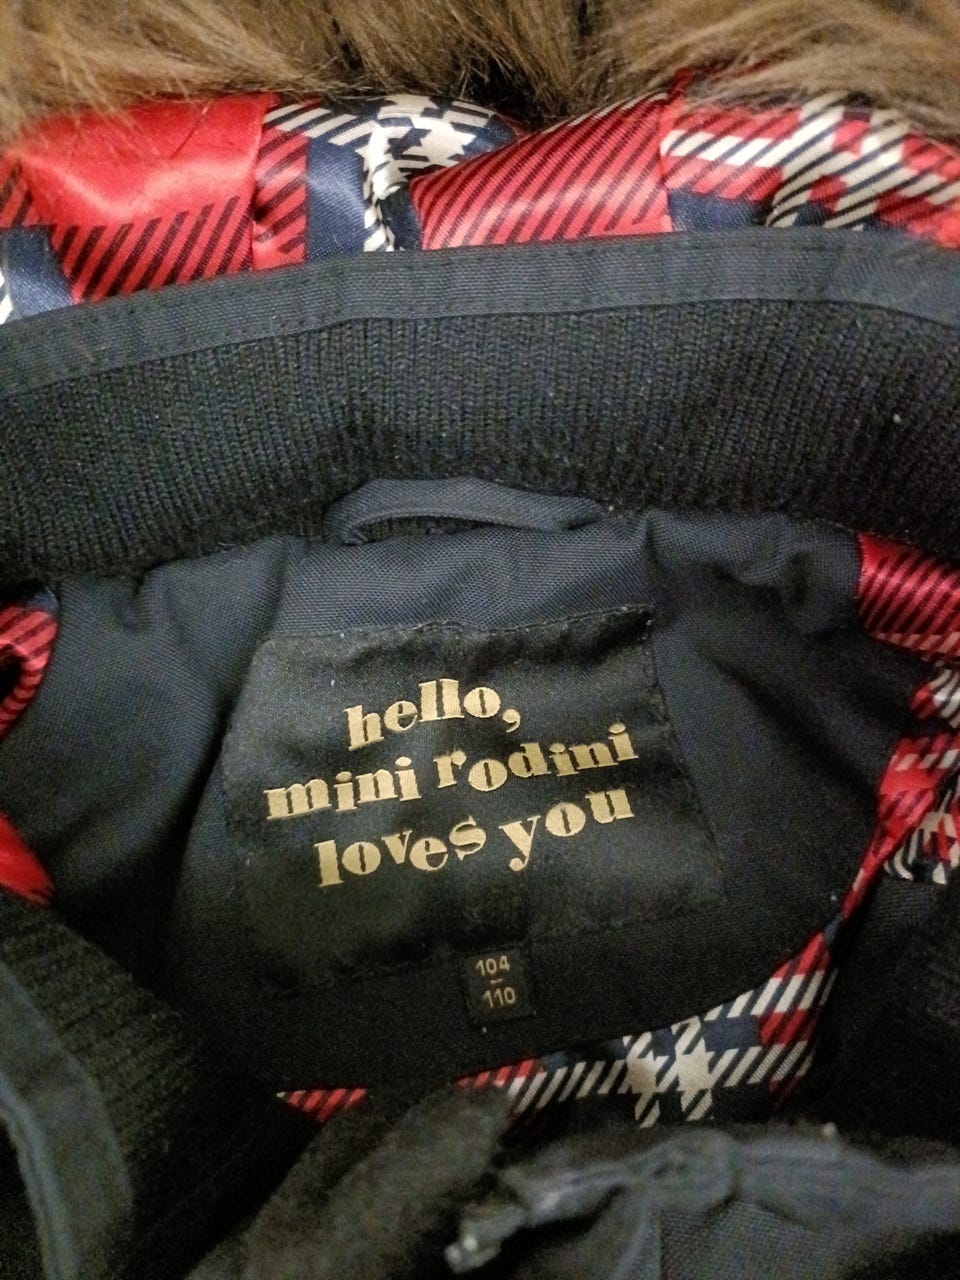 hello,
mini rodini
loves you
104
-
110